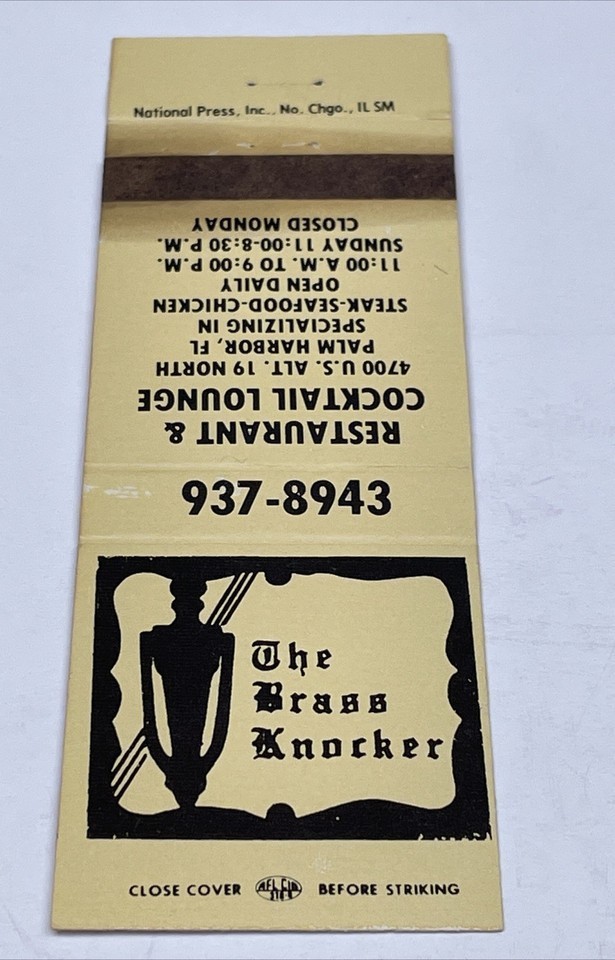 National Press, Inc., No. Chgo., IL SM
RESTAURANT &
COCKTAIL LOUNGE
4700 U.S. ALT. 19 NORTH
PALM HARBOR, FL
SPECIALIZING IN
STEAK-SEAFOOD-CHICKEN
OPEN DAILY
11:00 A.M. TO 9:00 P.M.
SUNDAY 11:00-8:30 P.M.
CLOSED MONDAY
937-8943
The
Brass
Knocker
CLOSE COVER AFL CIO BEFORE STRIKING